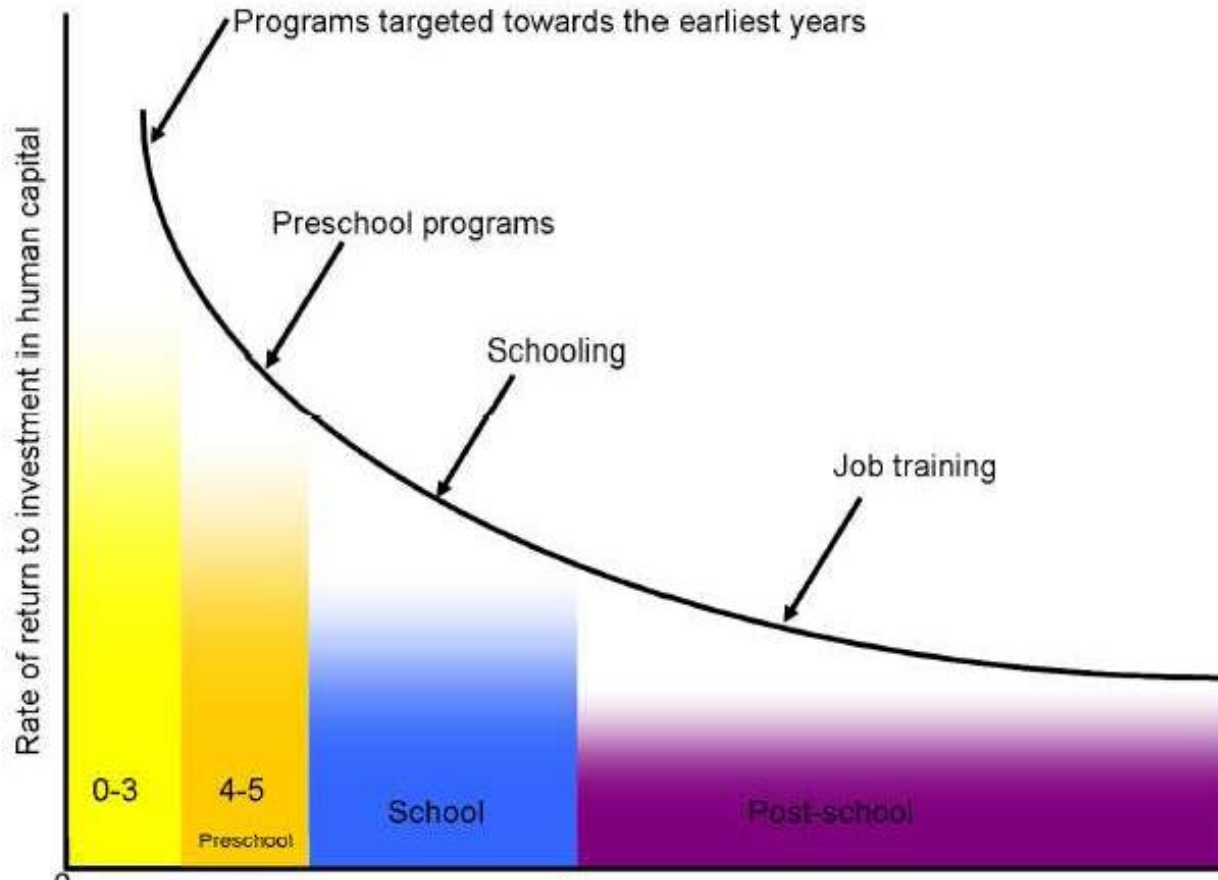 Programs targeted towards the earliest years
Preschool programs
Schooling
Job training
Rate of return to investment in human capital
0-3
4-5
Preschool
School
Post-school